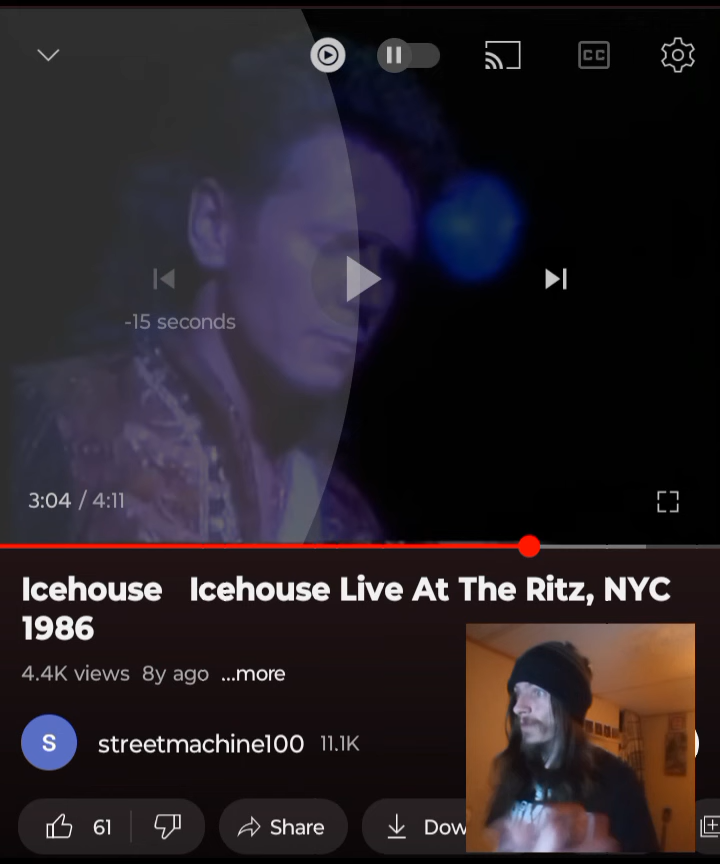 CC
-15 seconds
3:04 / 4:11
Icehouse Icehouse Live At The Ritz, NYC
1986
4.4K views 8y ago ...more
S streetmachine100 11.1K
61 Share Dow